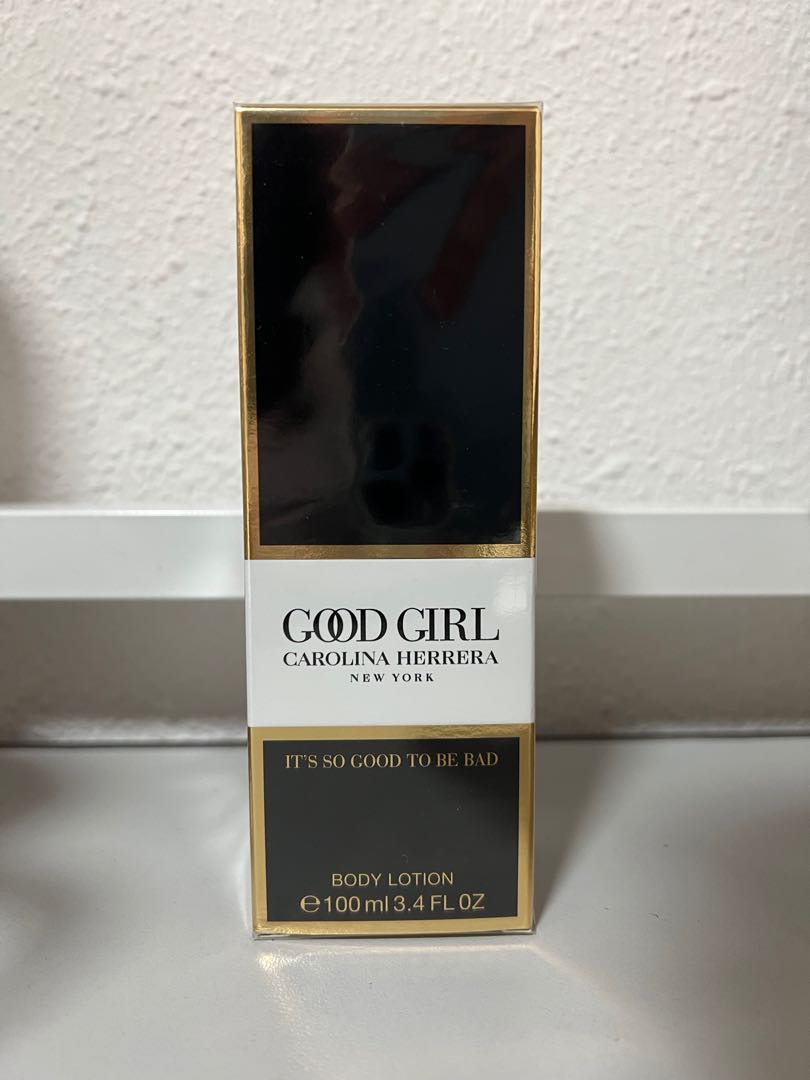 GOOD GIRL
CAROLINA HERRERA
NEW YORK
IT'S SO GOOD TO BE BAD
BODY LOTION
℮100 ml 3.4 FL OZ